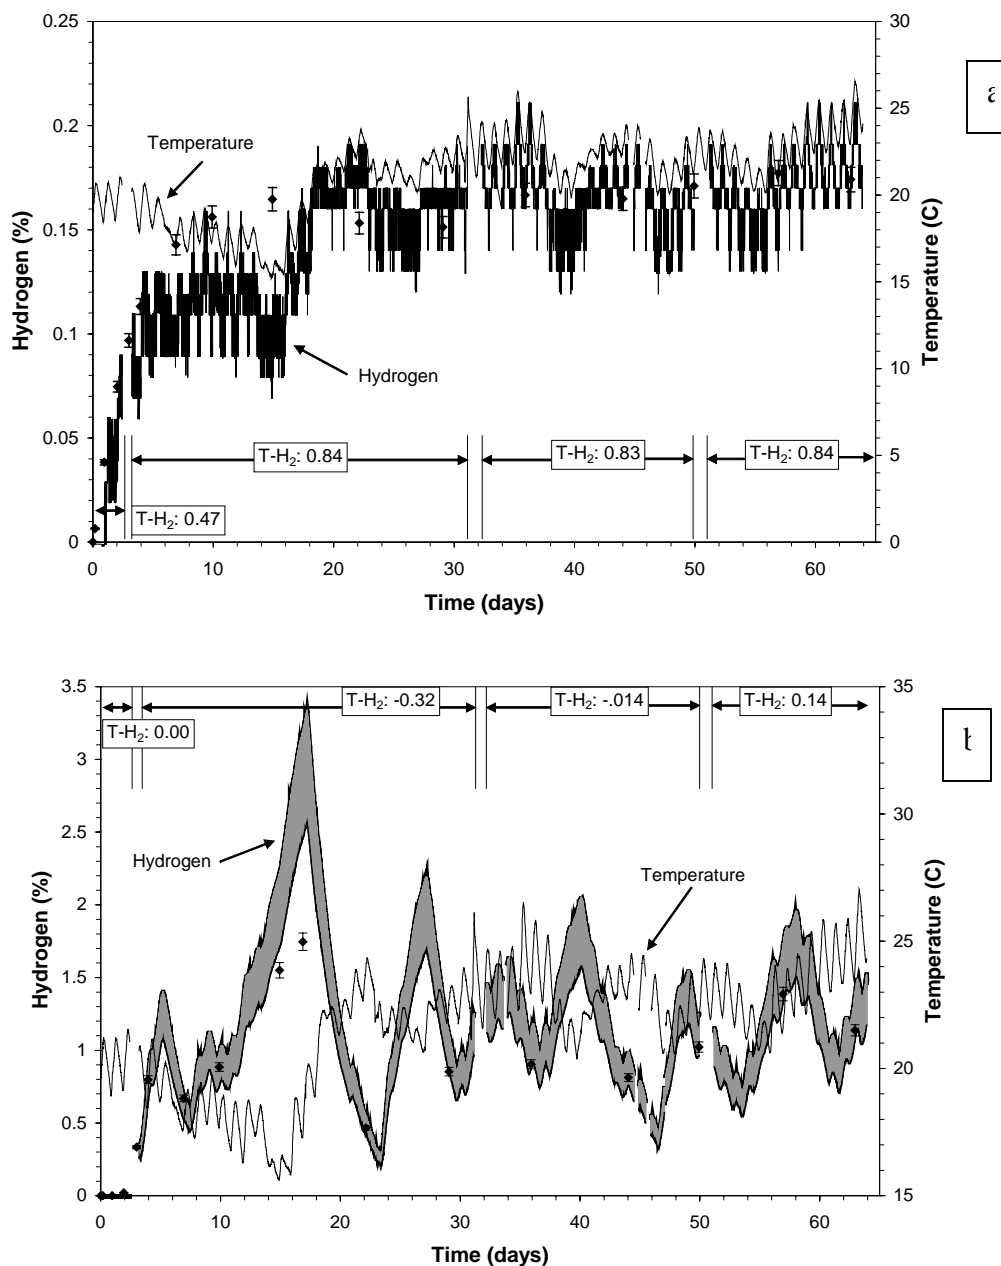 0.25
0.2
0.15
0.1
0.05
0
Hydrogen (%)
30
25
20
15
10
5
0
Temperature (C)
Temperature
Hydrogen
T-H2: 0.84
T-H2: 0.83
T-H2: 0.84
T-H2: 0.47
0 10 20 30 40 50 60
Time (days)
3.5
3
2.5
2
1.5
1
0.5
0
Hydrogen (%)
35
30
25
20
15
Temperature (C)
T-H2: -0.32
T-H2: -.014
T-H2: 0.14
T-H2: 0.00
Hydrogen
Temperature
0 10 20 30 40 50 60
Time (days)